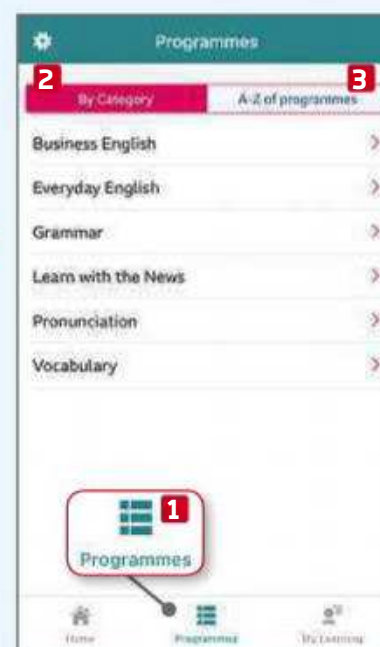 Programmes
2
3
By Category
A-Z of programmes
Business English
Everyday English
Grammar
Learn with the News
Pronunciation
Vocabulary
1
Programmes
Home
Programmes
My Learning